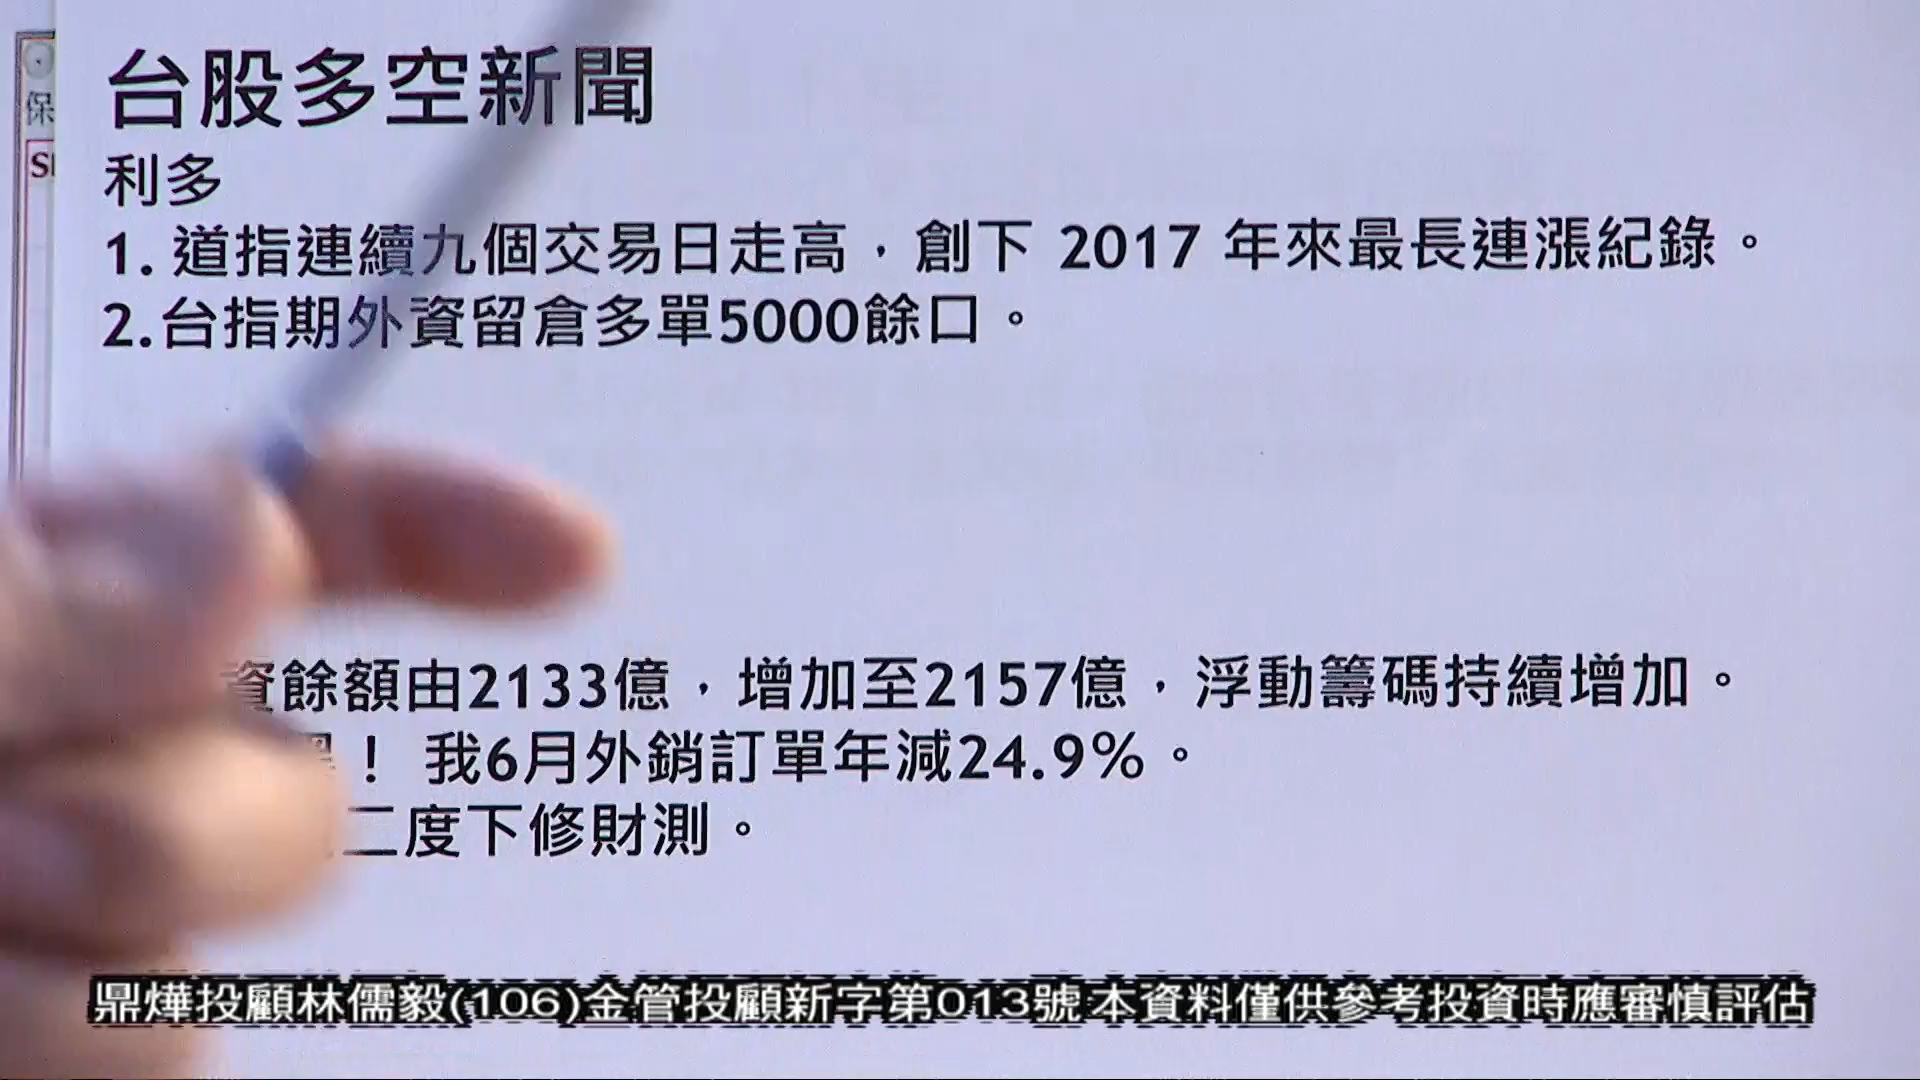 保
台股多空新聞
利多
1. 道指連續九個交易日走高，創下 2017 年來最長連漲紀錄。
2.台指期外資留倉多單5000餘口。
資餘額由2133億，增加至2157億，浮動籌碼持續增加。
！ 我6月外銷訂單年減24.9%。
二度下修財測。
鼎燁投顧林儒毅(106)金管投顧新字第013號 本資料僅供參考投資時應審慎評估